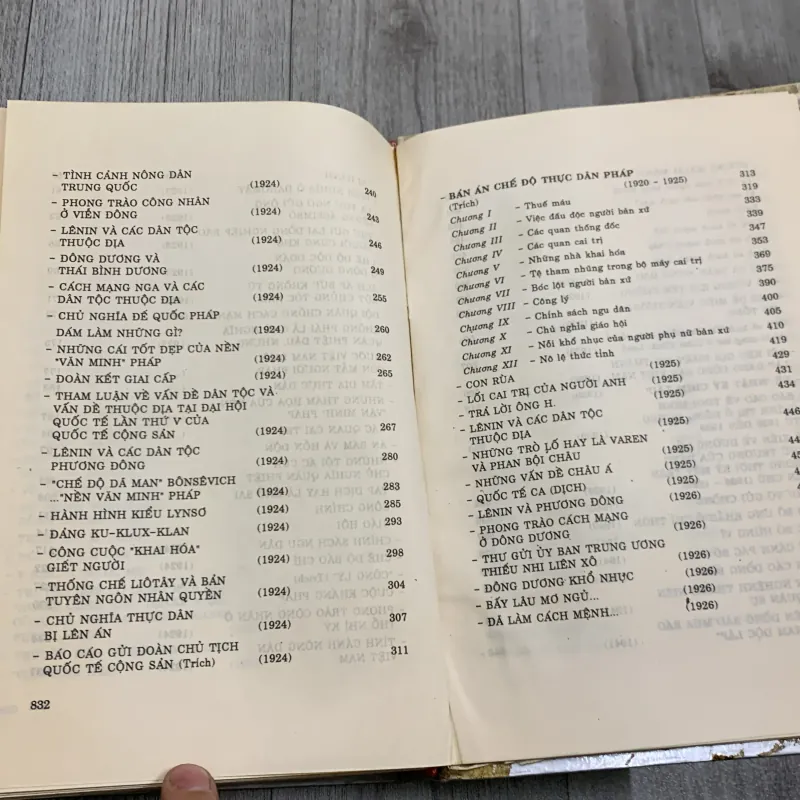 - TÌNH CẢNH NÔNG DÂN
TRUNG QUỐC (1924) 240
- PHONG TRÀO CÔNG NHÂN
Ở VIỄN ĐÔNG (1924) 243
- LÊNIN VÀ CÁC DÂN TỘC
THUỘC ĐỊA (1924) 246
- ĐÔNG DƯƠNG VÀ
THÁI BÌNH DƯƠNG (1924) 249
- CÁCH MẠNG NGA VÀ CÁC
DÂN TỘC THUỘC ĐỊA (1924) 255
- CHỦ NGHĨA ĐẾ QUỐC PHÁP
DÁM LÀM NHỮNG GÌ? (1924) 260
- NHỮNG CÁI TỐT ĐẸP CỦA NỀN
"VĂN MINH" PHÁP (1924) 262
- ĐOÀN KẾT GIAI CẤP (1924) 265
- THAM LUẬN VỀ VẤN ĐỀ DÂN TỘC VÀ
VẤN ĐỀ THUỘC ĐỊA TẠI ĐẠI HỘI
QUỐC TẾ LẦN THỨ V CỦA
QUỐC TẾ CỘNG SẢN (1924) 267
- LÊNIN VÀ CÁC DÂN TỘC
PHƯƠNG ĐÔNG (1924) 280
- "CHẾ ĐỘ DÃ MAN" BÔNSÊVICH
..."NỀN VĂN MINH" PHÁP (1924) 283
- HÀNH HÌNH KIỂU LYNSƠ (1924) 285
- ĐẢNG KU-KLUX-KLAN (1924) 293
- CÔNG CUỘC "KHAI HÓA"
GIẾT NGƯỜI (1924) 298
- THỐNG CHẾ LIÔTÂY VÀ BẢN
TUYÊN NGÔN NHÂN QUYỀN (1924) 304
- CHỦ NGHĨA THỰC DÂN
BỊ LÊN ÁN (1924) 307
- BÁO CÁO GỬI ĐOÀN CHỦ TỊCH
QUỐC TẾ CỘNG SẢN (Trích) (1924) 311
832
- BẢN ÁN CHẾ ĐỘ THỰC DÂN PHÁP 313
(Trích) (1920 - 1925)
Chương I - Thuế máu 319
Chương II - Việc đầu độc người bản xứ 333
Chương III - Các quan thống đốc 339
Chương IV - Các quan cai trị 347
Chương V - Những nhà khai hóa 353
Chương VI - Tệ tham nhũng trong bộ máy cai trị 369
Chương VII - Bóc lột người bản xứ 375
Chương VIII - Công lý 390
Chương IX - Chính sách ngu dân 400
Chương X - Chủ nghĩa giáo hội 405
Chương XI - Nỗi khổ nhục của người phụ nữ bản xứ 410
Chương XII - Nô lệ thức tỉnh 419
- CON RÙA (1925) 429
- LỐI CAI TRỊ CỦA NGƯỜI ANH (1925) 431
- TRẢ LỜI ÔNG H. (1925) 434
- LÊNIN VÀ CÁC DÂN TỘC
THUỘC ĐỊA (1925) 446
- NHỮNG TRÒ LỐ HAY LÀ VAREN
VÀ PHAN BỘI CHÂU (1925)
- NHỮNG VẤN ĐỀ CHÂU Á (1925)
- QUỐC TẾ CA (DỊCH) (1925)
- LÊNIN VÀ PHƯƠNG ĐÔNG (1926)
- PHONG TRÀO CÁCH MẠNG
Ở ĐÔNG DƯƠNG (1926)
- THƯ GỬI ỦY BAN TRUNG ƯƠNG
THIẾU NHI LIÊN XÔ (1926)
- ĐÔNG DƯƠNG KHỔ NHỤC (1926)
- BẤY LÂU MƠ NGỦ... (1926)
- ĐÃ LÀM CÁCH MỆNH... (1926)